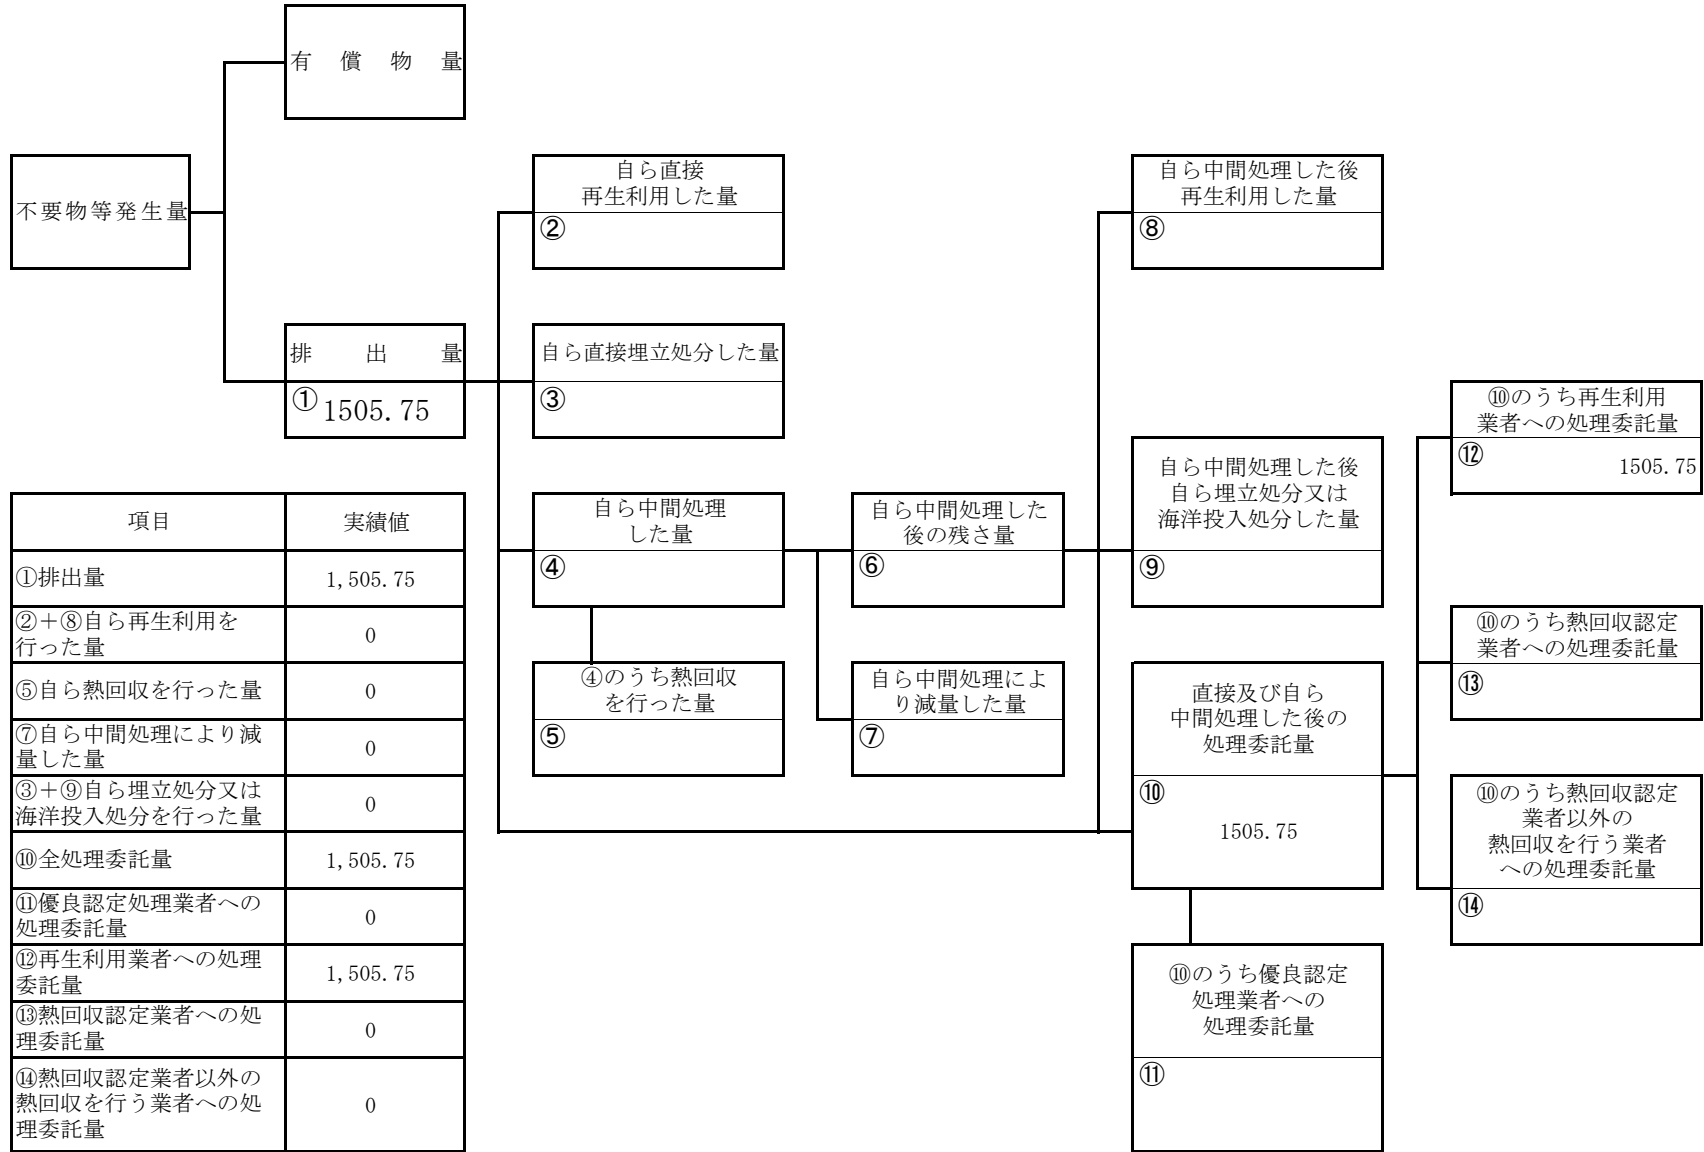 有償物量
不要物等発生量
排出量
① 1505.75
自ら直接
再生利用した量
②
自ら直接埋立処分した量
③
自ら中間処理
した量
④
④のうち熱回収
を行った量
⑤
自ら中間処理した
後の残さ量
⑥
自ら中間処理によ
り減量した量
⑦
自ら中間処理した後
再生利用した量
⑧
自ら中間処理した後
自ら埋立処分又は
海洋投入処分した量
⑨
直接及び自ら
中間処理した後の
処理委託量
⑩
1505.75
⑩のうち優良認定
処理業者への
処理委託量
⑪
⑩のうち再生利用
業者への処理委託量
⑫ 1505.75
⑩のうち熱回収認定
業者への処理委託量
⑬
⑩のうち熱回収認定
業者以外の
熱回収を行う業者
への処理委託量
⑭
項目 実績値
①排出量 1,505.75
②＋⑧自ら再生利用を
行った量 0
⑤自ら熱回収を行った量 0
⑦自ら中間処理により減
量した量 0
③＋⑨自ら埋立処分又は
海洋投入処分を行った量 0
⑩全処理委託量 1,505.75
⑪優良認定処理業者への
処理委託量 0
⑫再生利用業者への処理
委託量 1,505.75
⑬熱回収認定業者への処
理委託量 0
⑭熱回収認定業者以外の
熱回収を行う業者への処
理委託量 0